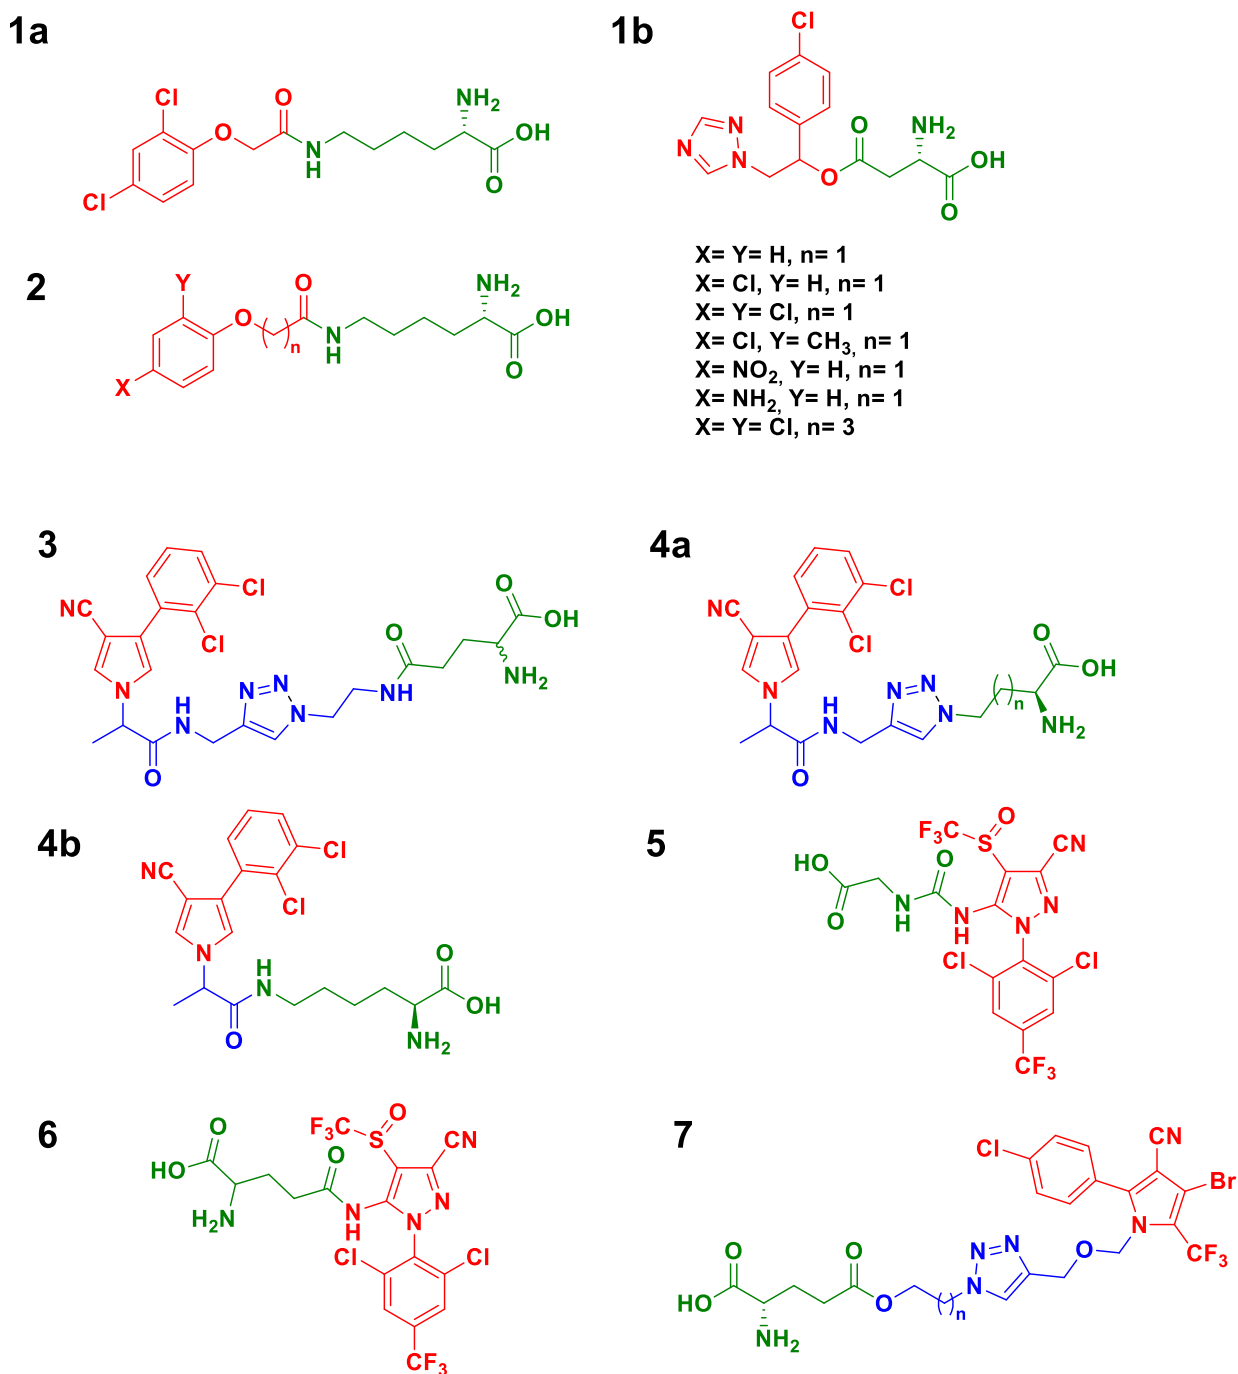 1a
Cl
O
NH2
O
OH
N
H
O
Cl
1b
Cl
N
N
N
O
NH2
OH
O
O
2
Y
O
NH2
O
OH
( )n
N
H
O
X
X= Y= H, n= 1
X= Cl, Y= H, n= 1
X= Y= Cl, n= 1
X= Cl, Y= CH3, n= 1
X= NO2, Y= H, n= 1
X= NH2, Y= H, n= 1
X= Y= Cl, n= 3
3
Cl
NC
Cl
N
H
N
O
N=N
N
O
NH
O
OH
NH2
4a
Cl
NC
Cl
N
H
N
O
N=N
N
( )n
O
OH
NH2
4b
Cl
NC
Cl
N
H
N
O
O
OH
NH2
5
F3C
O
S
CN
HO
O
N
H
O
N
H
N
N
Cl
Cl
CF3
6
F3C
O
S
CN
O
HO
H2N
O
N
H
N
N
Cl
Cl
CF3
7
Cl
CN
Br
N
CF3
O
N=N
N
( )n
O
O
O
HO
NH2